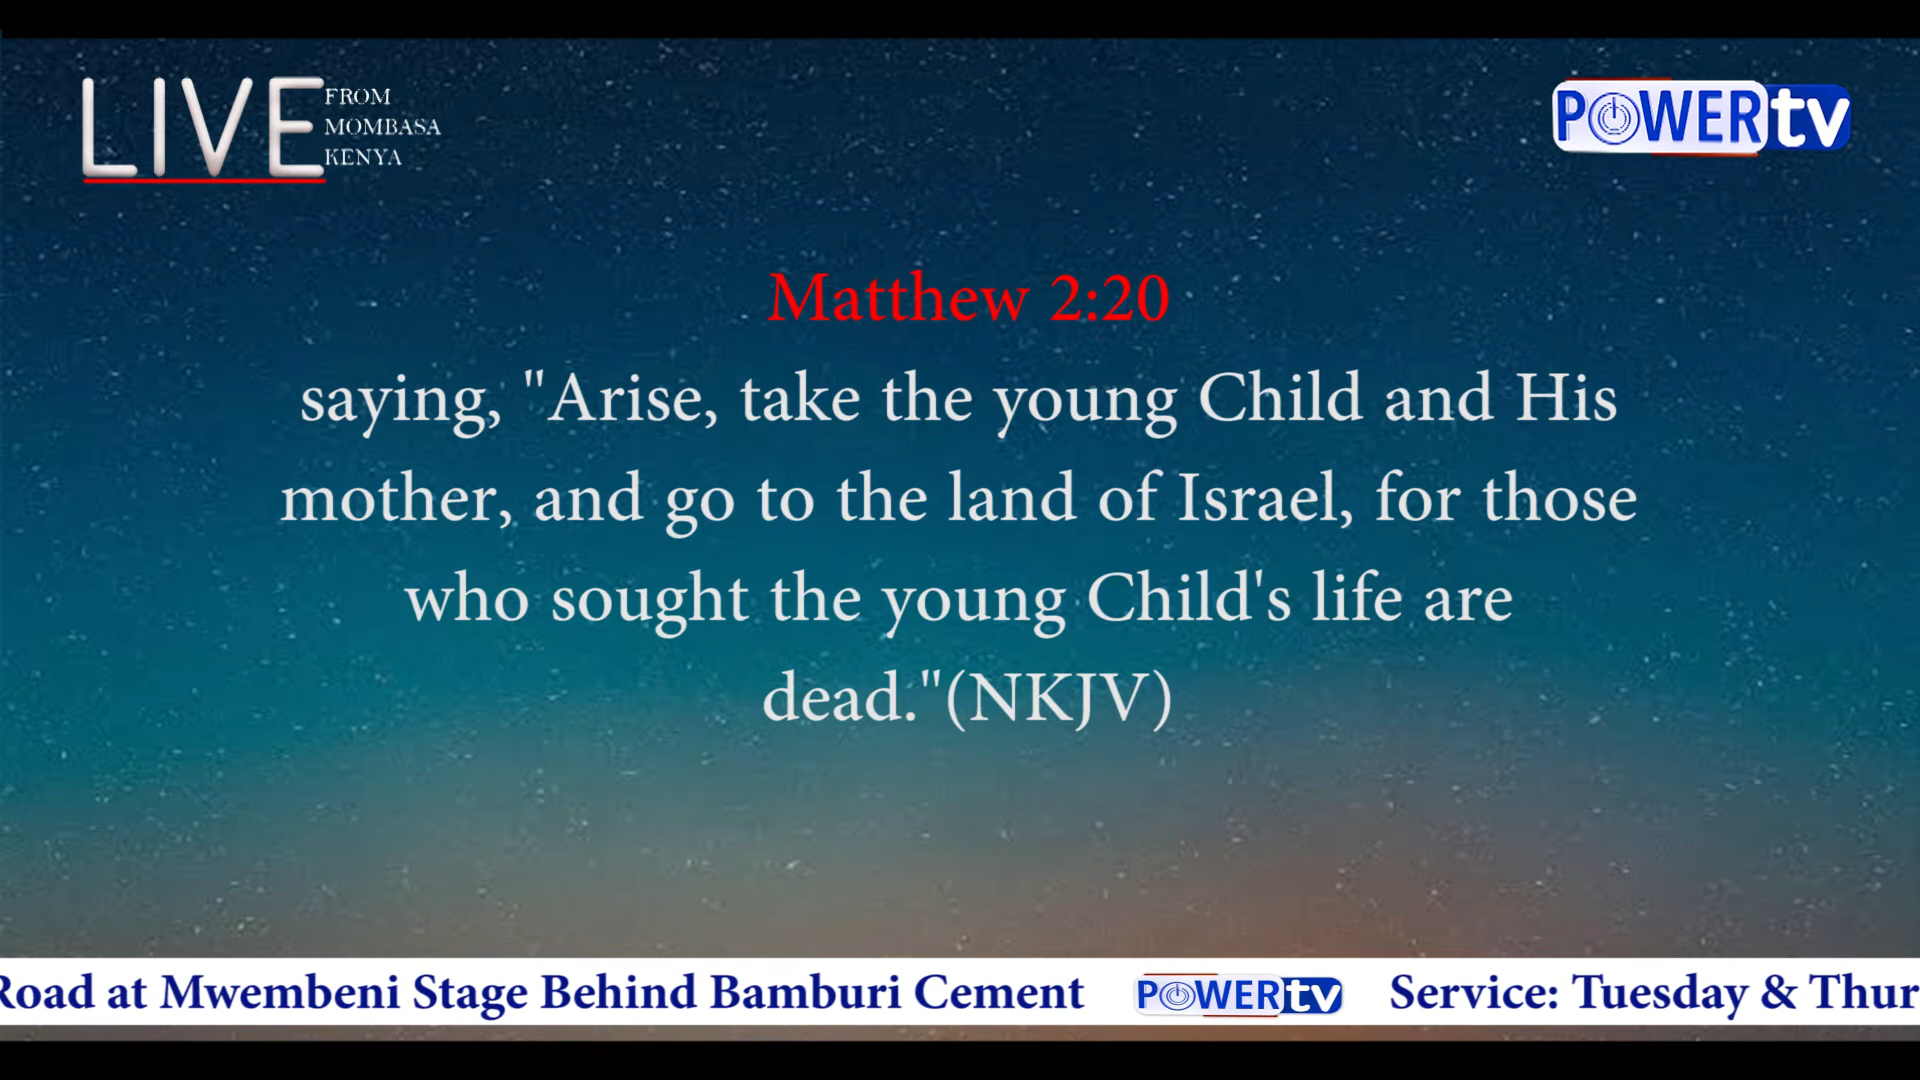 LIVE
FROM
MOMBASA
KENYA
POWERtv
Matthew 2:20
saying, "Arise, take the young Child and His
mother, and go to the land of Israel, for those
who sought the young Child's life are
dead."(NKJV)
Road at Mwembeni Stage Behind Bamburi Cement POWERtv Service: Tuesday & Thur